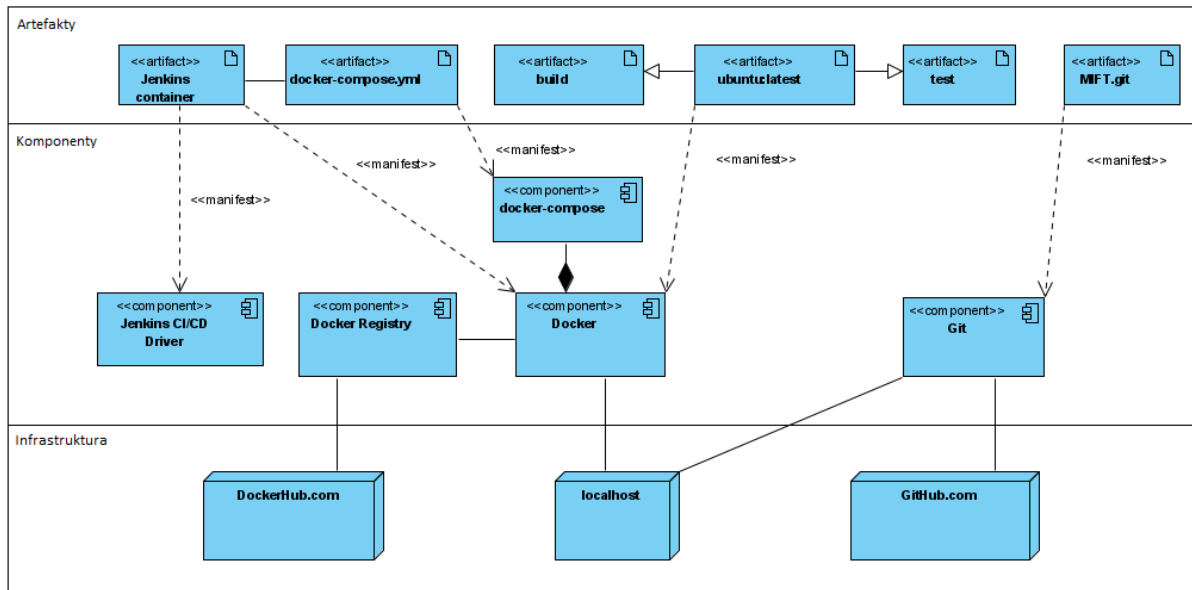 Artefakty
<<artifact>>
Jenkins
container
<<artifact>>
docker-compose.yml
<<artifact>>
build
<<artifact>>
ubuntu:latest
<<artifact>>
test
<<artifact>>
MIFT.git
Komponenty
<<manifest>>
<<manifest>>
<<manifest>>
<<manifest>>
<<manifest>>
<<component>>
docker-compose
<<component>>
Jenkins CI/CD
Driver
<<component>>
Docker Registry
<<component>>
Docker
<<component>>
Git
Infrastruktura
DockerHub.com
localhost
GitHub.com